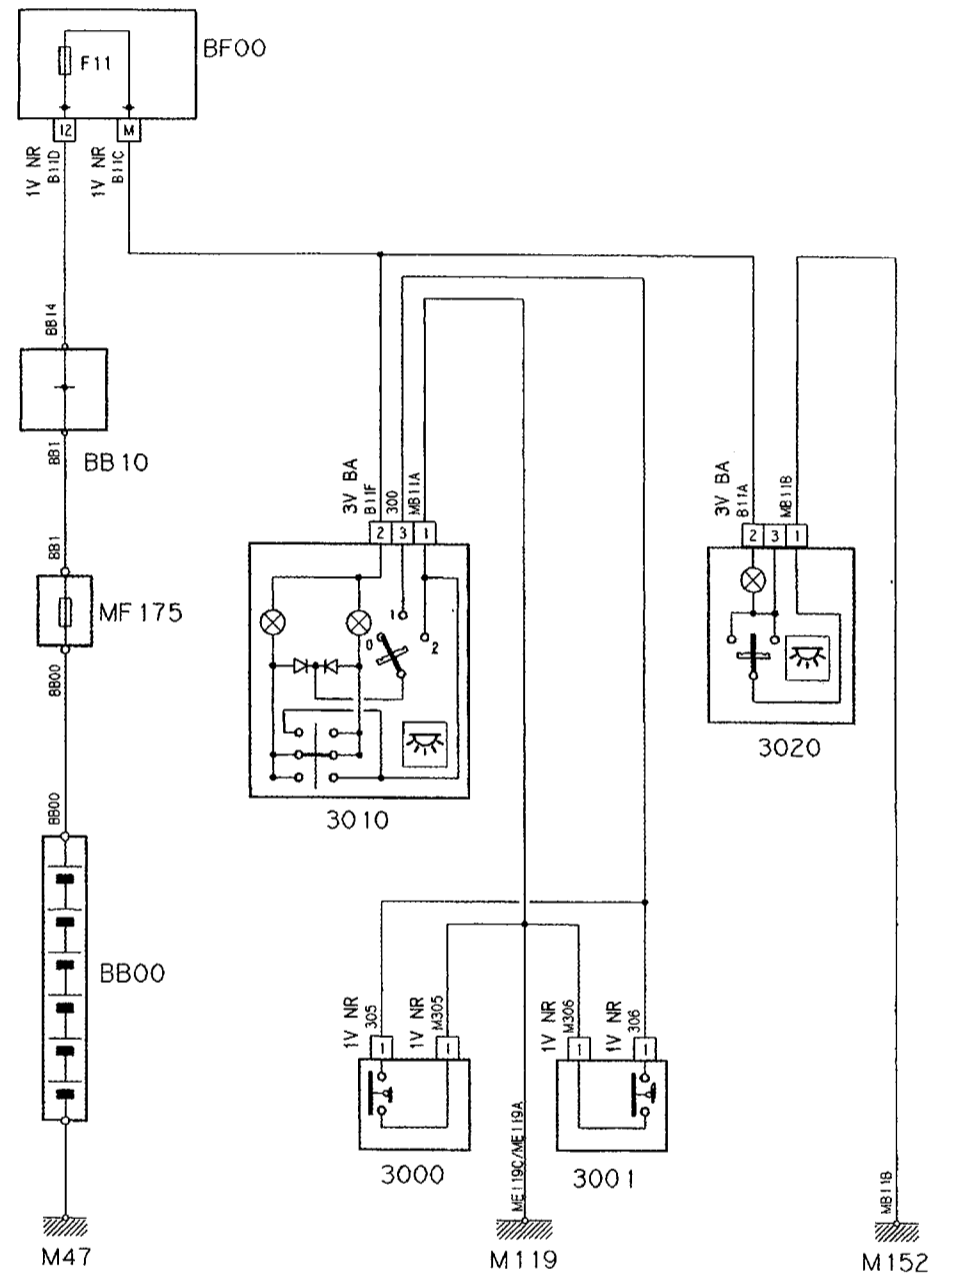 BF00
F11
12
M
1V NR
B11D
1V NR
B11C
BB14
BB10
BB1
BB1
MF175
BB00
BB00
BB00
M47
3V BA
B11F
300
MB11A
2
3
1
1
0
2
3010
3V BA
B11A
MB11B
2
3
1
3020
1V NR
305
1V NR
M305
1
1
3000
1V NR
M306
1V NR
306
1
1
3001
ME119C/ME119A
M119
MB11B
M152